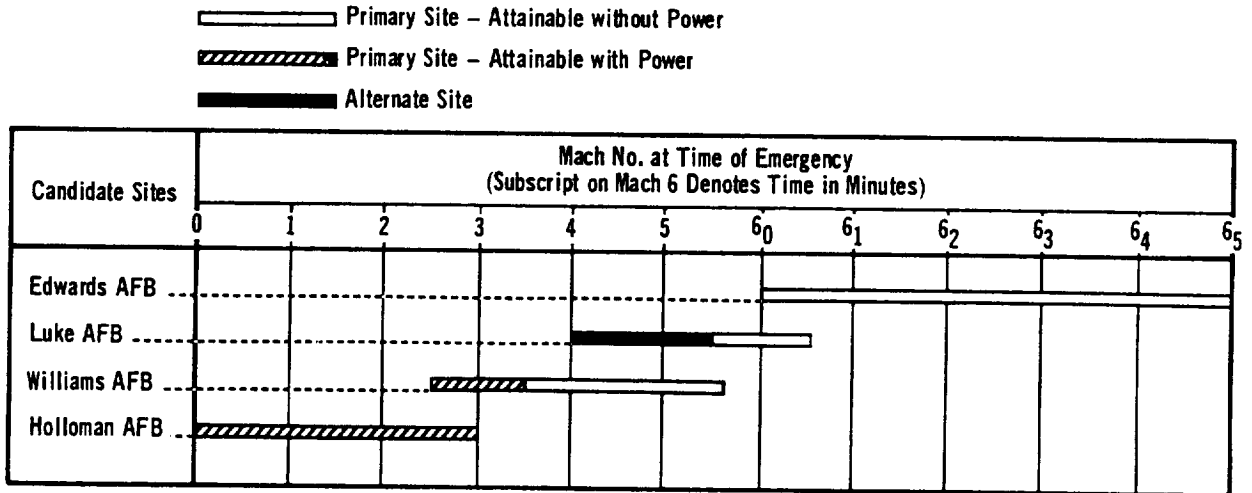 Primary Site – Attainable without Power
Primary Site – Attainable with Power
Alternate Site
Candidate Sites
Mach No. at Time of Emergency
(Subscript on Mach 6 Denotes Time in Minutes)
0 1 2 3 4 5 6₀ 6₁ 6₂ 6₃ 6₄ 6₅
Edwards AFB
Luke AFB
Williams AFB
Holloman AFB